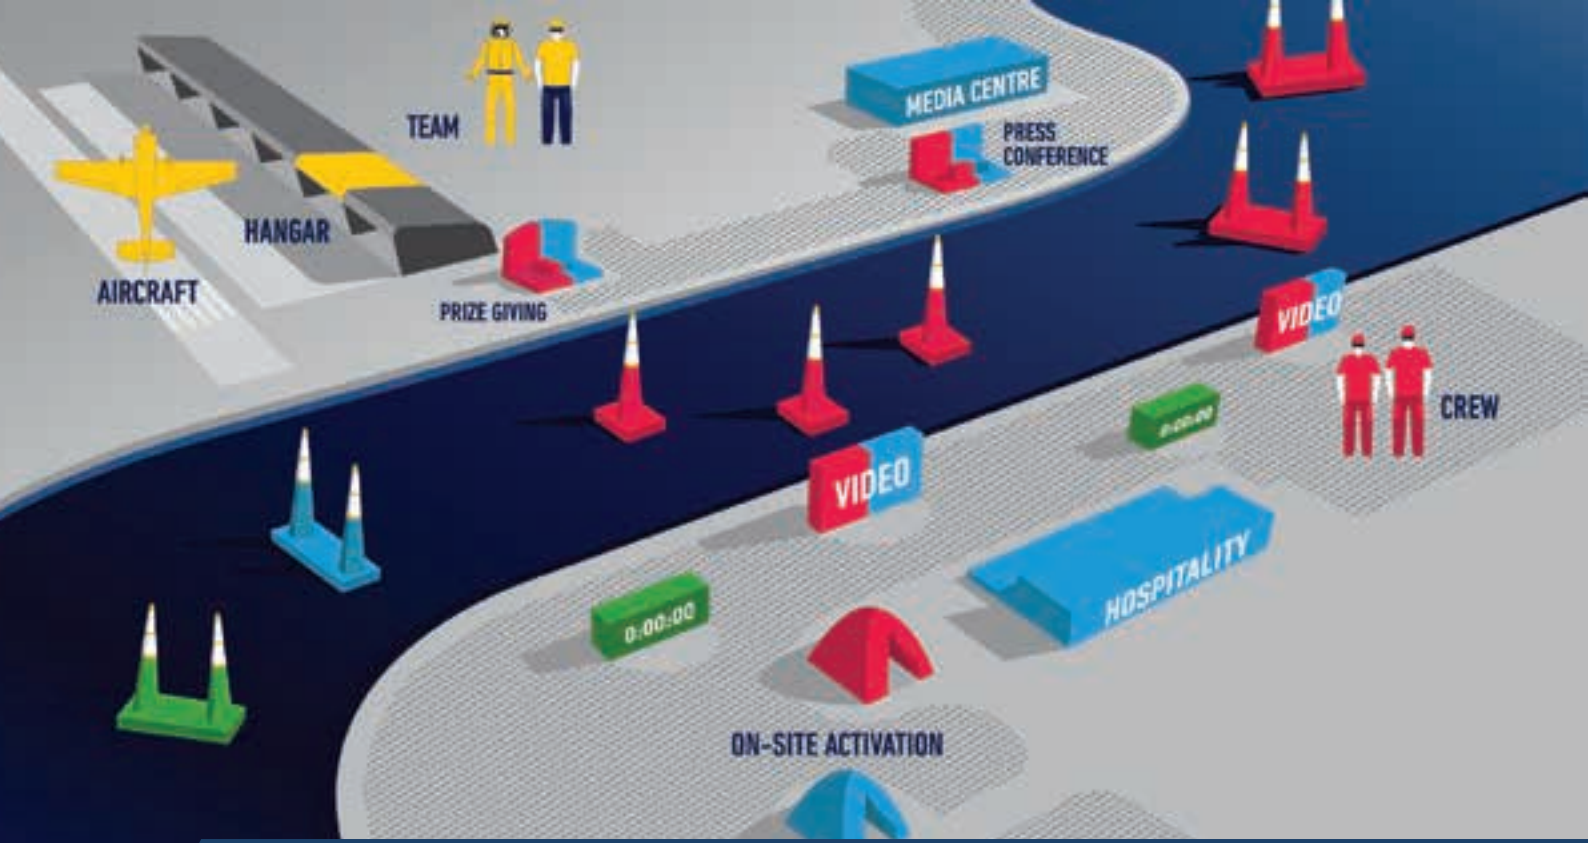 MEDIA CENTRE
TEAM
PRESS
CONFERENCE
HANGAR
AIRCRAFT
PRIZE GIVING
VIDEO
CREW
0:00:00
VIDEO
HOSPITALITY
0:00:00
ON-SITE ACTIVATION